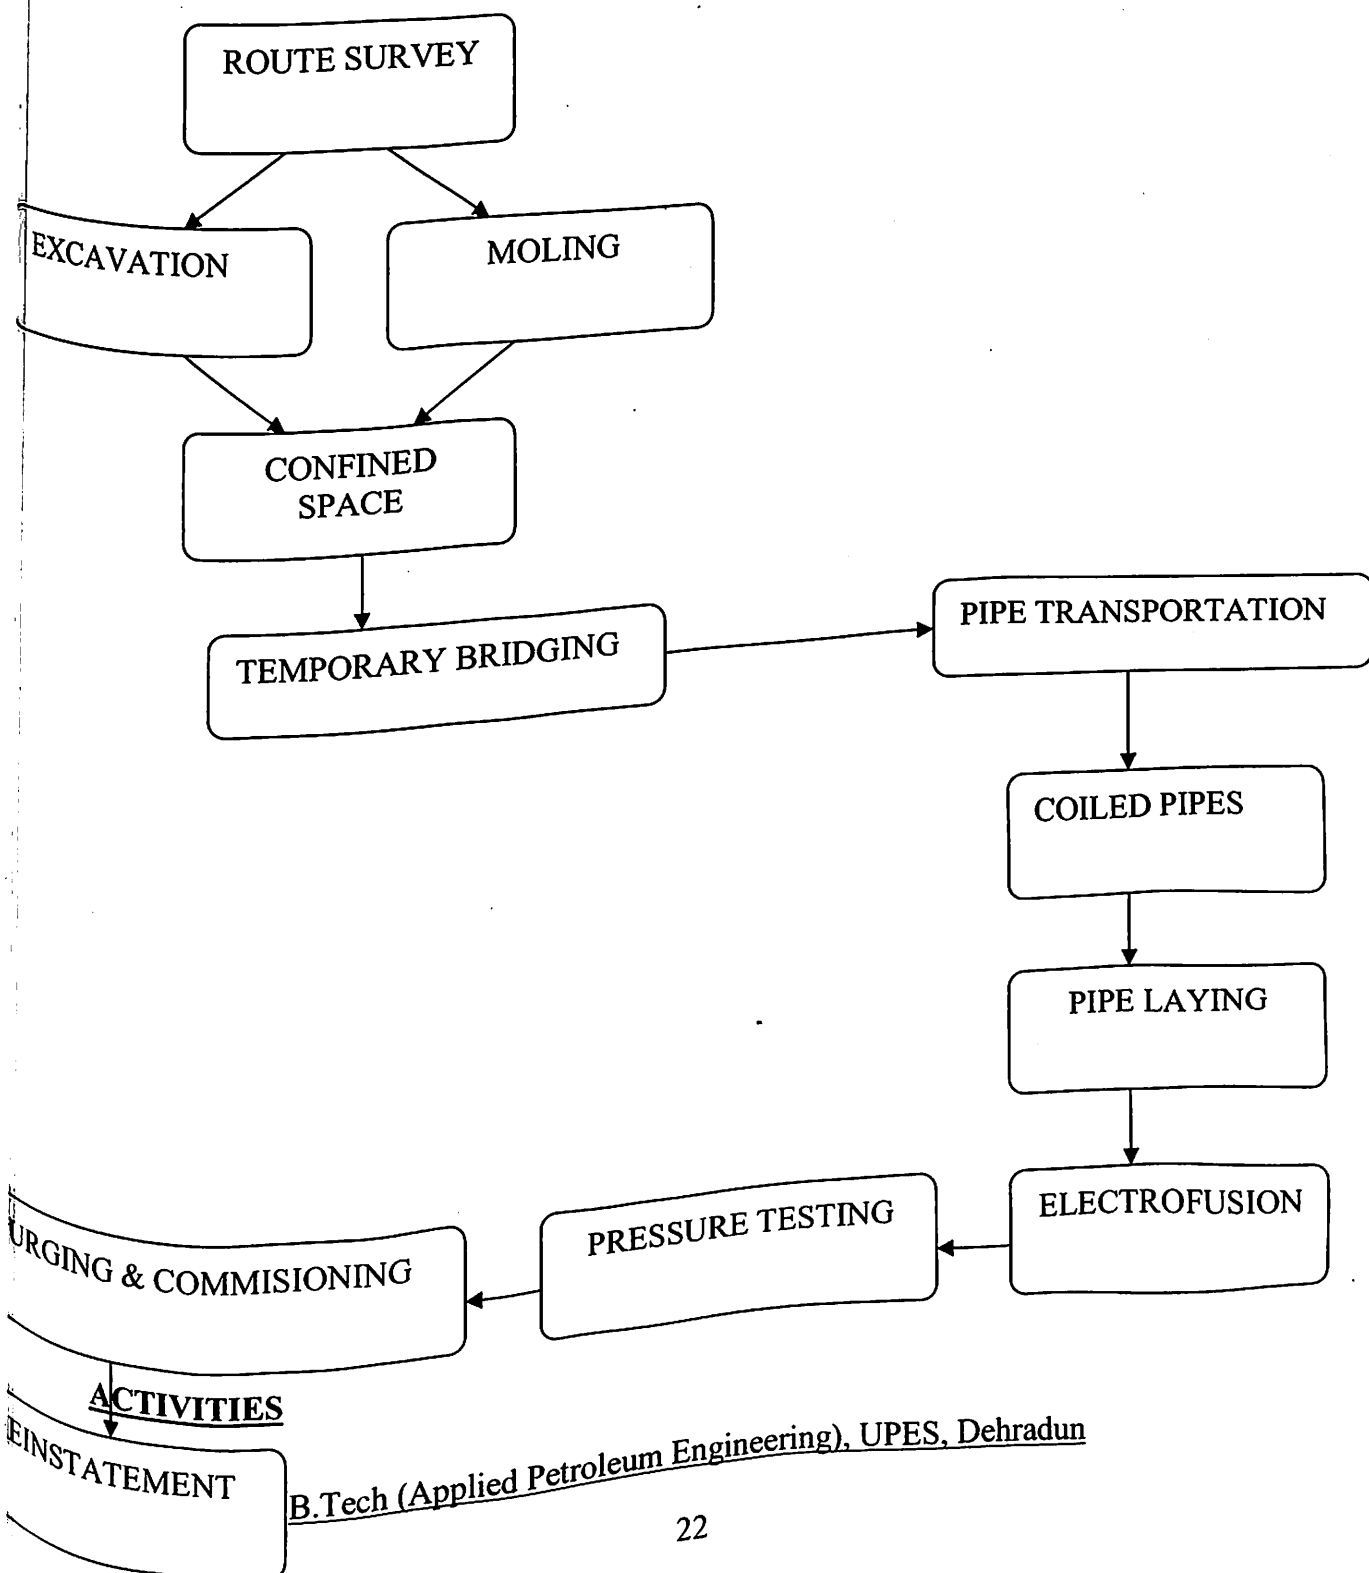 ROUTE SURVEY
EXCAVATION
MOLING
CONFINED
SPACE
TEMPORARY BRIDGING
PIPE TRANSPORTATION
COILED PIPES
PIPE LAYING
ELECTROFUSION
PRESSURE TESTING
URGING & COMMISIONING
ACTIVITIES
EINSTATEMENT
B.Tech (Applied Petroleum Engineering), UPES, Dehradun
22